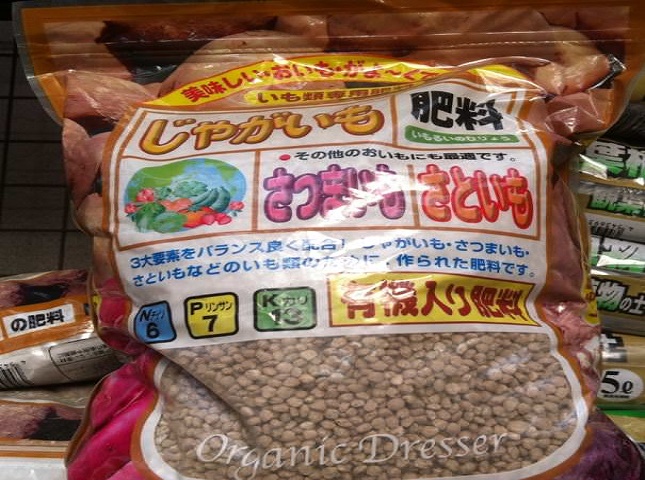 美味しい・おいも・がよ～くで
いも類専用肥
じゃがいも
肥料
いもるいのひりょう
●その他のおいもにも最適です。
さつまいも
さといも
3大要素をバランス良く配合! じゃがいも・さつまいも・
さといもなどのいも類のために、作られた肥料です。
Nチッソ 6
Pリンサン 7
Kカリ 13
有機入り肥料
Organic Dresser
の肥料
物の土
5ℓ